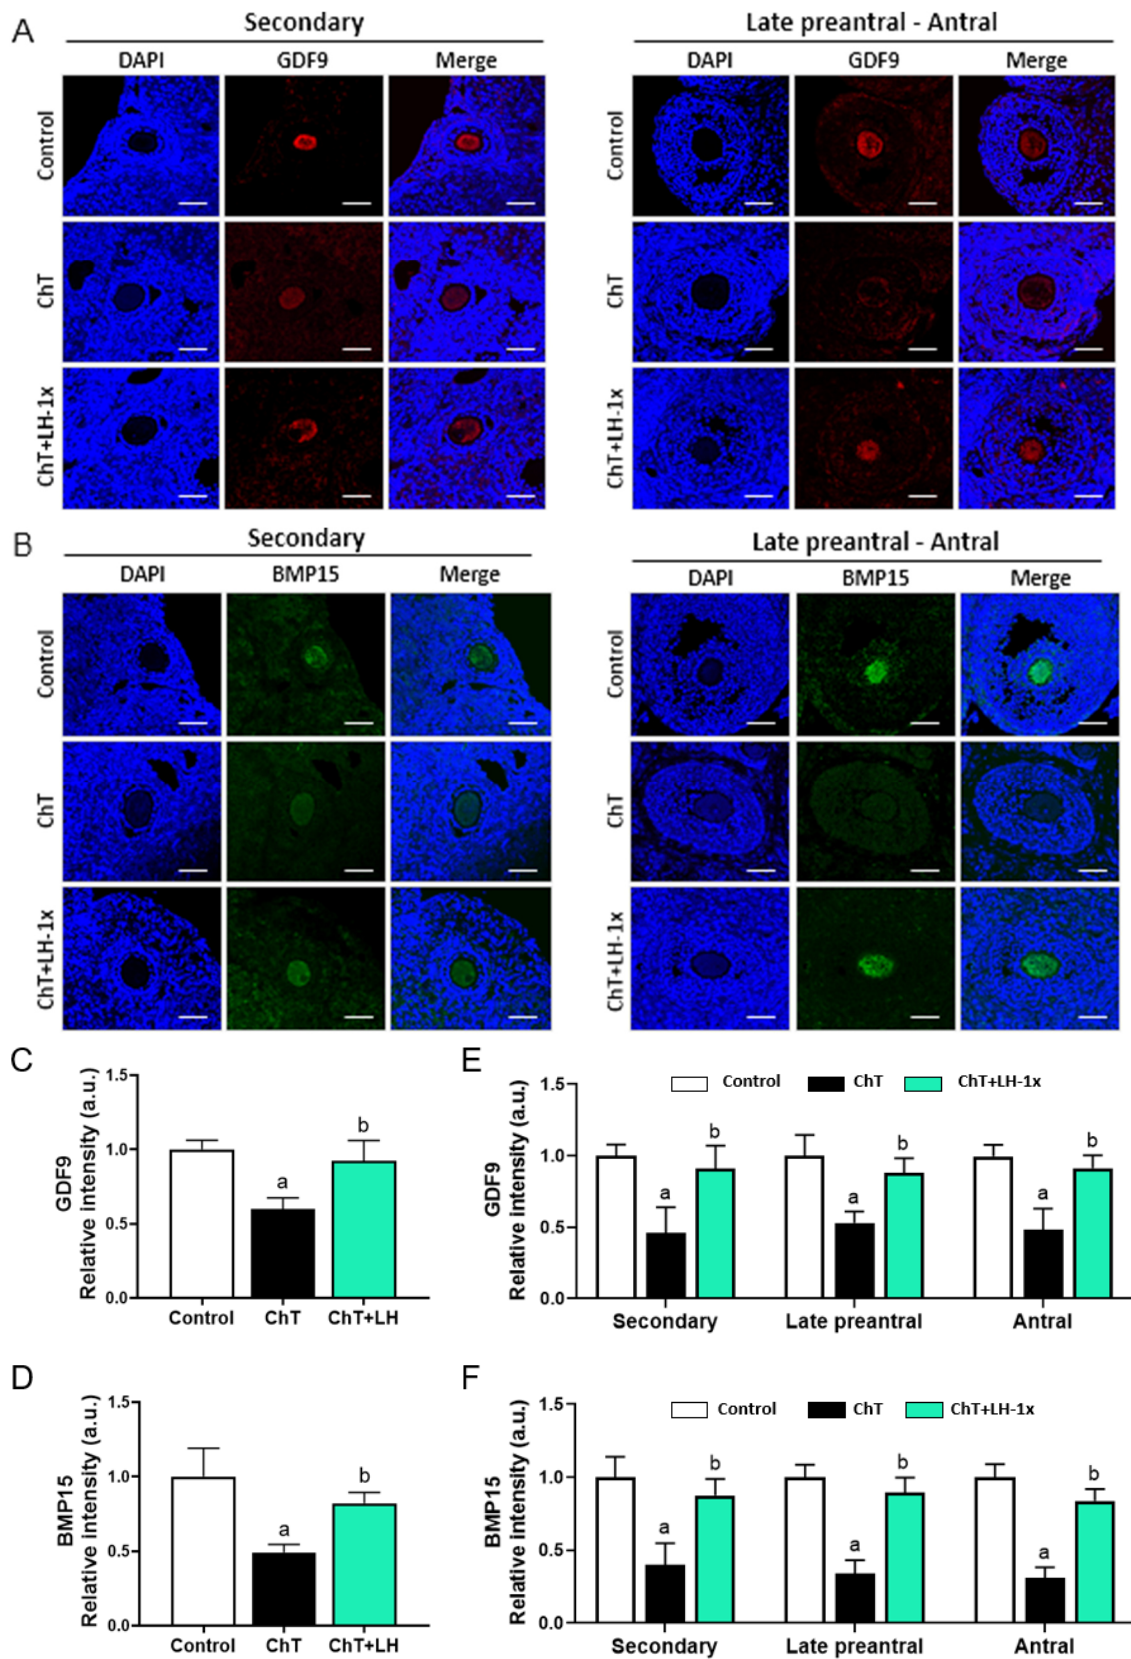 A
Secondary
Late preantral - Antral
DAPI GDF9 Merge
DAPI GDF9 Merge
Control
ChT
ChT+LH-1x
B
Secondary
Late preantral - Antral
DAPI BMP15 Merge
DAPI BMP15 Merge
Control
Control
ChT
ChT
ChT+LH-1x
ChT+LH-1x
C
GDF9
Relative intensity (a.u.)
1.5
1.0
0.5
0.0
a
b
Control ChT ChT+LH
E
GDF9
Relative intensity (a.u.)
1.5
1.0
0.5
0.0
Control ChT ChT+LH-1x
a
b
a
b
a
b
Secondary Late preantral Antral
D
BMP15
Relative intensity (a.u.)
1.5
1.0
0.5
0.0
a
b
Control ChT ChT+LH
F
BMP15
Relative intensity (a.u.)
1.5
1.0
0.5
0.0
Control ChT ChT+LH-1x
a
b
a
b
a
b
Secondary Late preantral Antral
Control
ChT
ChT+LH-1x